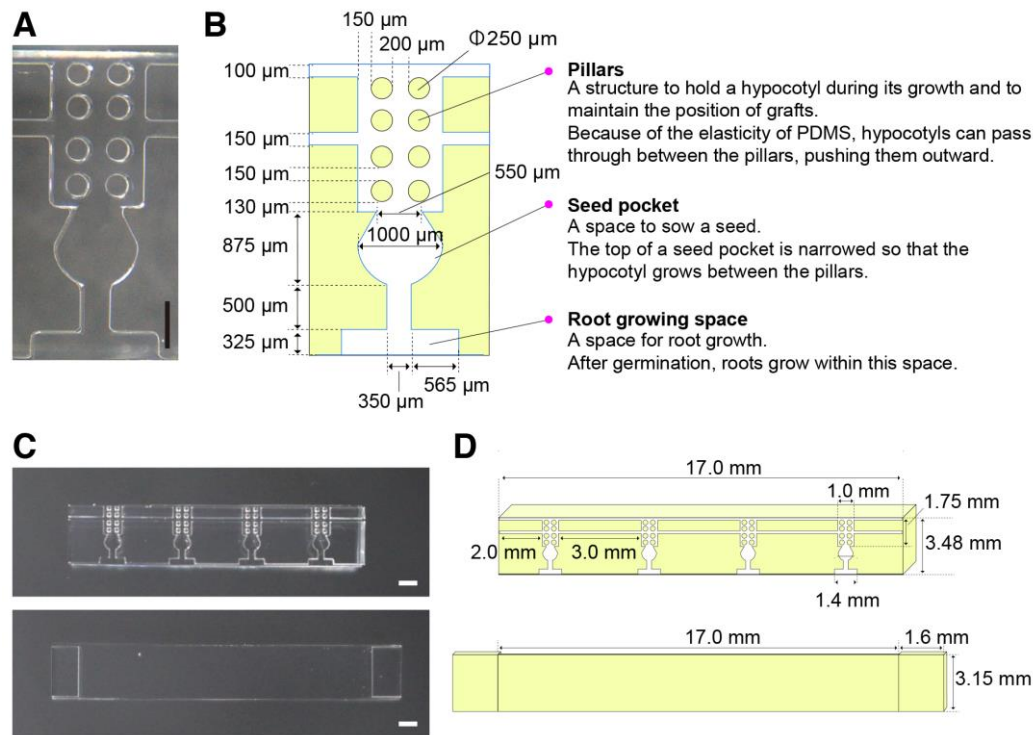 A
B
150 µm
200 µm
Φ250 µm
100 µm
150 µm
150 µm
130 µm
875 µm
500 µm
325 µm
550 µm
1000 µm
565 µm
350 µm
Pillars
A structure to hold a hypocotyl during its growth and to
maintain the position of grafts.
Because of the elasticity of PDMS, hypocotyls can pass
through between the pillars, pushing them outward.
Seed pocket
A space to sow a seed.
The top of a seed pocket is narrowed so that the
hypocotyl grows between the pillars.
Root growing space
A space for root growth.
After germination, roots grow within this space.
C
D
17.0 mm
1.0 mm
1.75 mm
2.0 mm
3.0 mm
3.48 mm
1.4 mm
17.0 mm
1.6 mm
3.15 mm